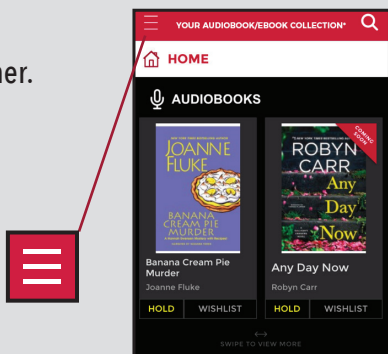 ner.
YOUR AUDIOBOOK/EBOOK COLLECTION*
HOME
AUDIOBOOKS
JOANNE
FLUKE
BANANA
CREAM PIE
MURDER
COMING
SOON
ROBYN
CARR
Any
Day
Now
Banana Cream Pie
Murder
Joanne Fluke
HOLD WISHLIST
Any Day Now
Robyn Carr
HOLD WISHLIST
SWIPE TO VIEW MORE